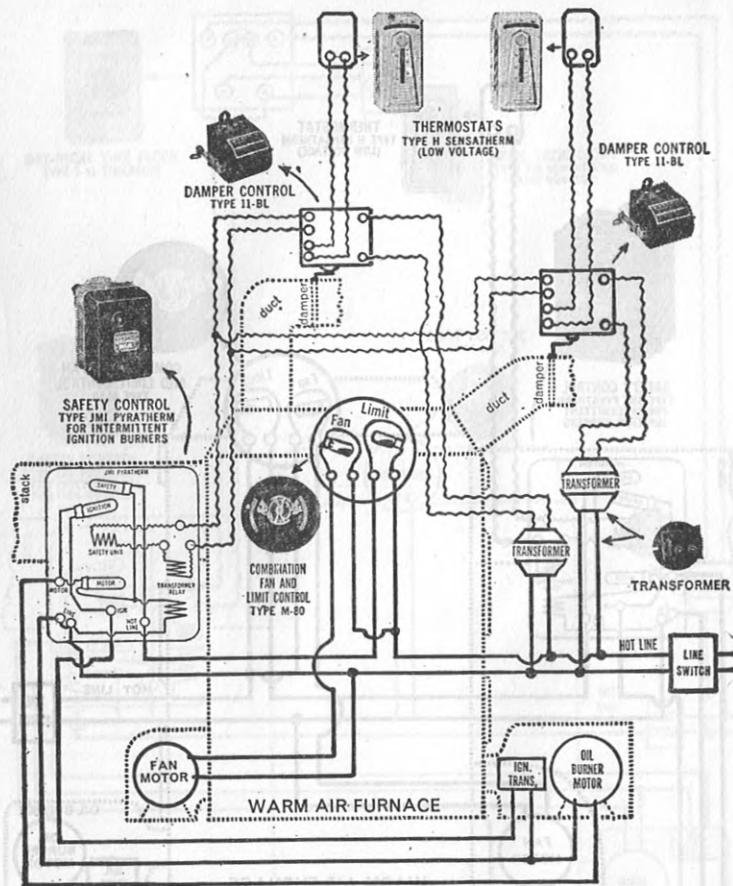 THERMOSTATS
TYPE H SENSATHERM
(LOW VOLTAGE)
DAMPER CONTROL
TYPE 11-BL
DAMPER CONTROL
TYPE 11-BL
duct
damper
SAFETY CONTROL
TYPE JMI PYRATHERM
FOR INTERMITTENT
IGNITION BURNERS
Fan
Limit
duct
damper
stack
JMI PYRATHERM
SAFETY
IGNITION
SAFETY UNIT
MOTOR
MOTOR
TRANSFORMER
RELAY
LINE
IGN
HOT
LINE
COMBINATION
FAN AND
LIMIT CONTROL
TYPE M-80
TRANSFORMER
TRANSFORMER
TRANSFORMER
HOT LINE
LINE
SWITCH
FAN
MOTOR
WARM AIR FURNACE
IGN.
TRANS.
OIL
BURNER
MOTOR